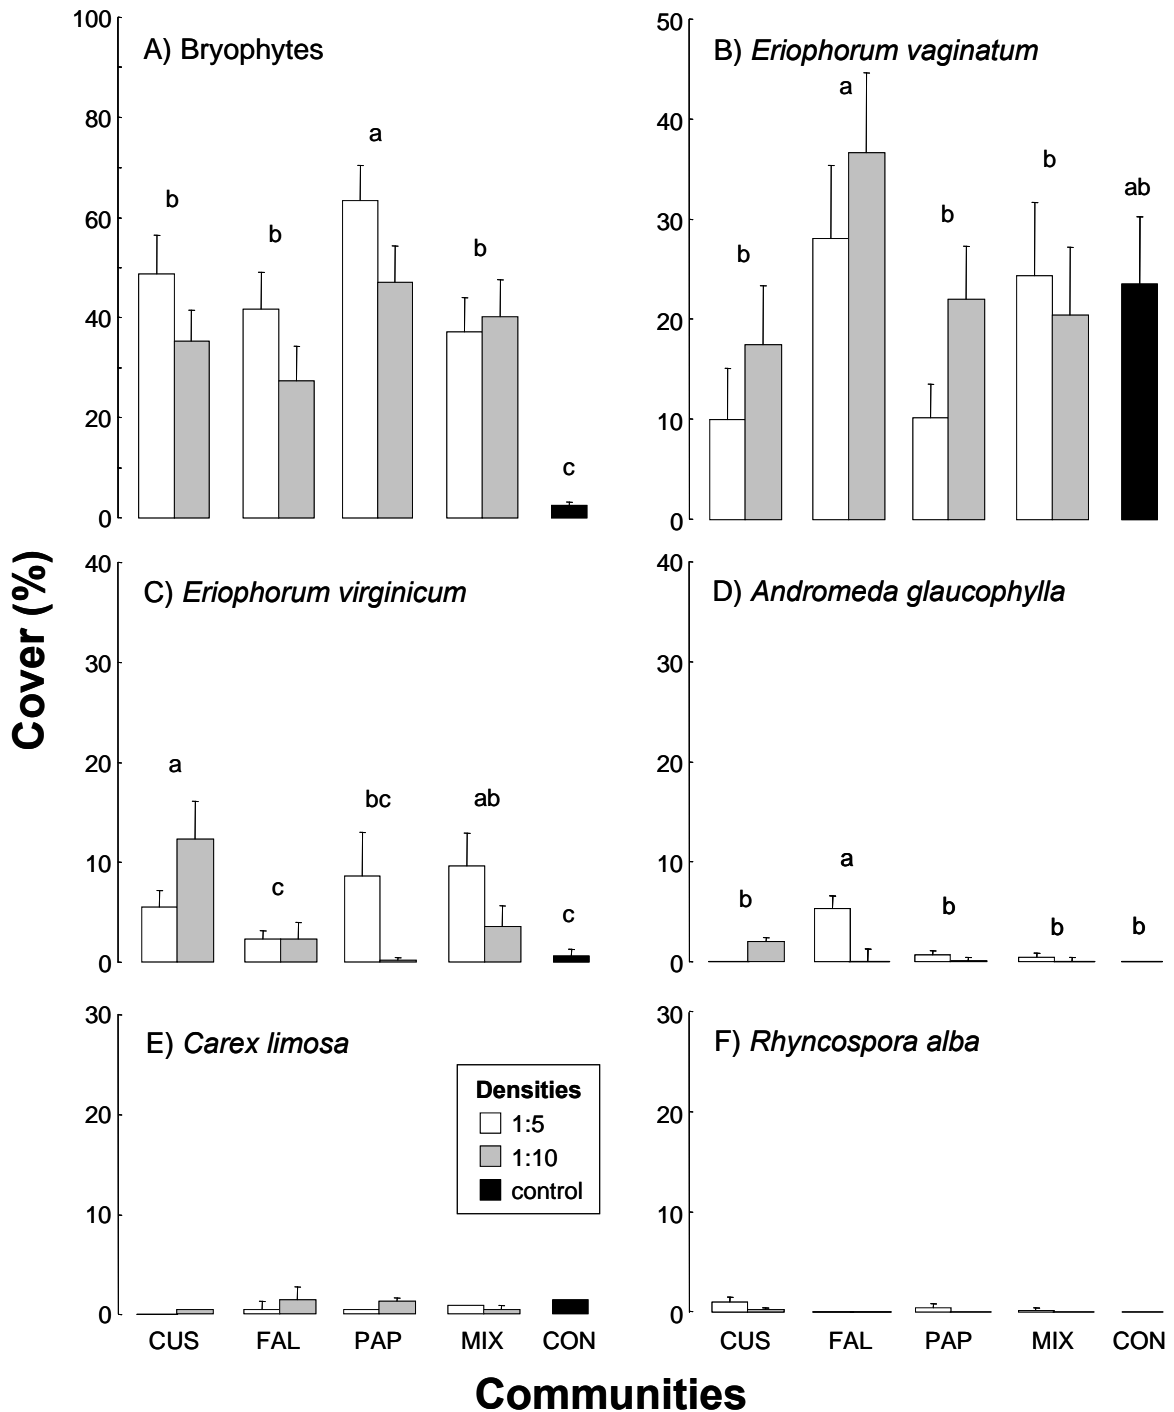 A) Bryophytes
100
80
60
40
20
0
b
b
a
b
c
B) Eriophorum vaginatum
50
40
30
20
10
0
b
a
b
b
ab
Cover (%)
C) Eriophorum virginicum
40
30
20
10
0
a
c
bc
ab
c
D) Andromeda glaucophylla
40
30
20
10
0
b
a
b
b
b
E) Carex limosa
30
20
10
0
Densities
1:5
1:10
control
CUS FAL PAP MIX CON
F) Rhyncospora alba
30
20
10
0
CUS FAL PAP MIX CON
Communities